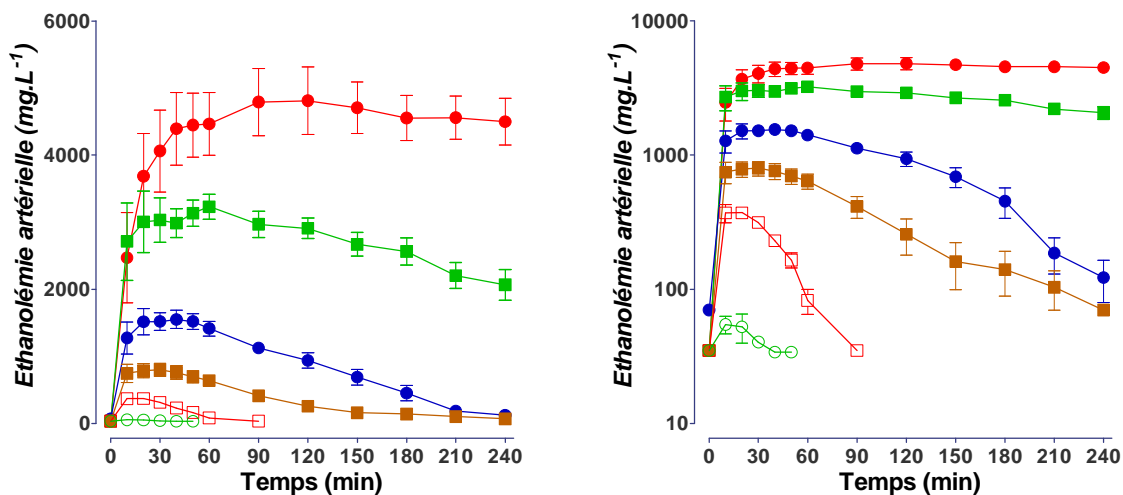 6000
4000
2000
0
Ethanolémie artérielle (mg.L-1)
0 30 60 90 120 150 180 210 240
Temps (min)
10000
1000
100
10
Ethanolémie artérielle (mg.L-1)
0 30 60 90 120 150 180 210 240
Temps (min)